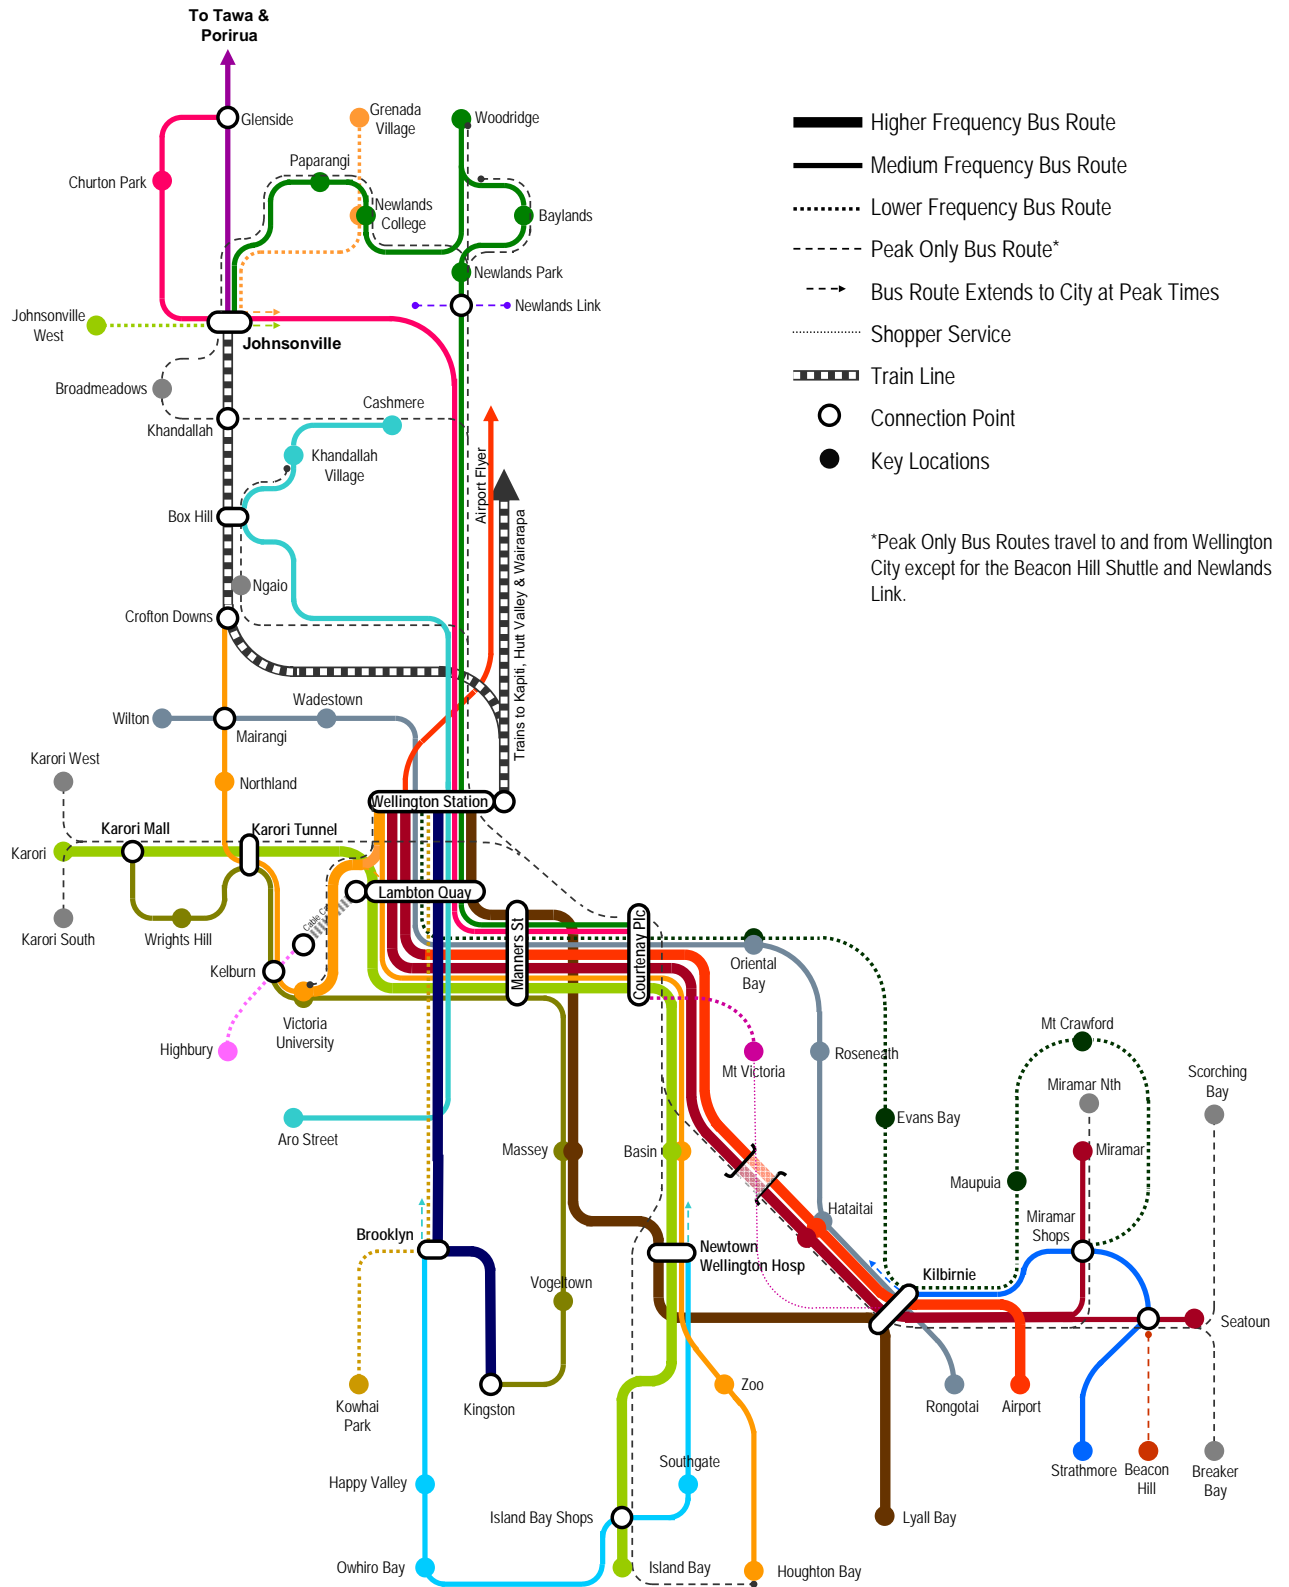 To Tawa &
Porirua
Glenside
Grenada
Village
Woodridge
Paparangi
Churton Park
Newlands
College
Baylands
Newlands Park
Newlands Link
Johnsonville
West
Johnsonville
Broadmeadows
Khandallah
Cashmere
Khandallah
Village
Box Hill
Ngaio
Crofton Downs
Airport Flyer
Trains to Kapiti, Hutt Valley & Wairarapa
Higher Frequency Bus Route
Medium Frequency Bus Route
Lower Frequency Bus Route
Peak Only Bus Route*
Bus Route Extends to City at Peak Times
Shopper Service
Train Line
Connection Point
Key Locations
*Peak Only Bus Routes travel to and from Wellington
City except for the Beacon Hill Shuttle and Newlands
Link.
Wilton
Wadestown
Mairangi
Karori West
Northland
Wellington Station
Karori Mall
Karori Tunnel
Karori
Lambton Quay
Karori South
Wrights Hill
Kelburn
Manners St
Courtenay Plc
Oriental
Bay
Victoria
University
Highbury
Mt Victoria
Roseneath
Mt Crawford
Miramar Nth
Scorching
Bay
Aro Street
Evans Bay
Massey
Basin
Miramar
Maupuia
Hataitai
Miramar
Shops
Brooklyn
Newtown
Wellington Hosp
Kilbirnie
Vogeltown
Seatoun
Kowhai
Park
Kingston
Zoo
Rongotai
Airport
Happy Valley
Southgate
Strathmore
Beacon
Hill
Breaker
Bay
Island Bay Shops
Lyall Bay
Owhiro Bay
Island Bay
Houghton Bay